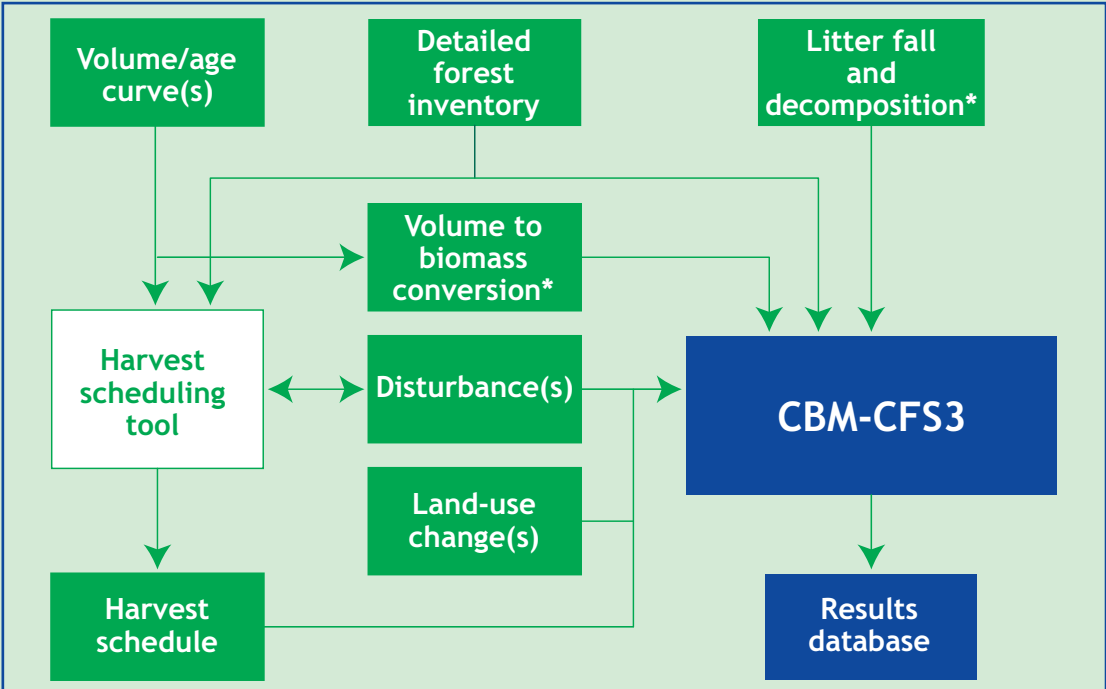 Volume/age
curve(s)
Detailed
forest
inventory
Litter fall
and
decomposition*
Volume to
biomass
conversion*
Harvest
scheduling
tool
Disturbance(s)
CBM-CFS3
Land-use
change(s)
Harvest
schedule
Results
database